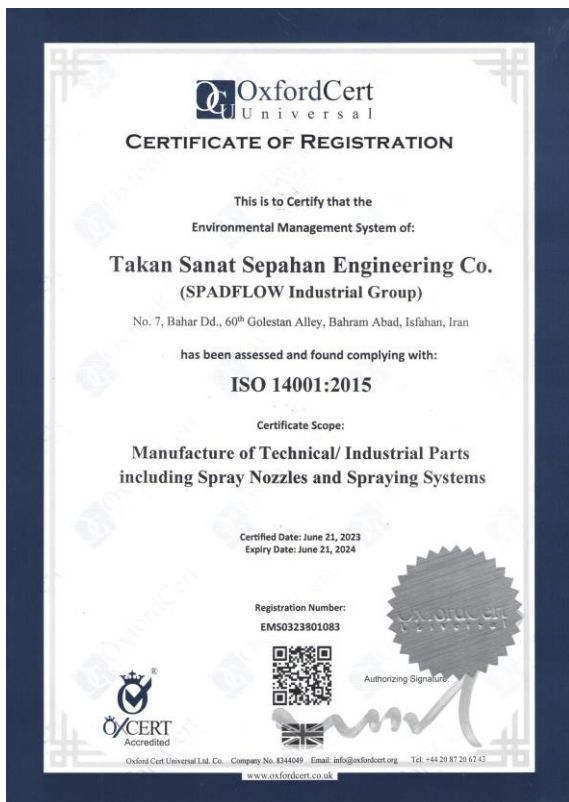 OxfordCert
Universal
CERTIFICATE OF REGISTRATION
This is to Certify that the
Environmental Management System of:
Takan Sanat Sepahan Engineering Co.
(SPADFLOW Industrial Group)
No. 7, Bahar Dd., 60th Golestan Alley, Bahram Abad, Isfahan, Iran
has been assessed and found complying with:
ISO 14001:2015
Certificate Scope:
Manufacture of Technical/ Industrial Parts
including Spray Nozzles and Spraying Systems
Certified Date: June 21, 2023
Expiry Date: June 21, 2024
Registration Number:
EMS0323801083
OxfordCert
UNIVERSAL
Authorizing Signature:
OXCERT
Accredited
Oxford Cert Universal Ltd. Co. Company No. 8344049 Email: info@oxfordcert.org Tel: +44 20 87 20 67 43
www.oxfordcert.co.uk